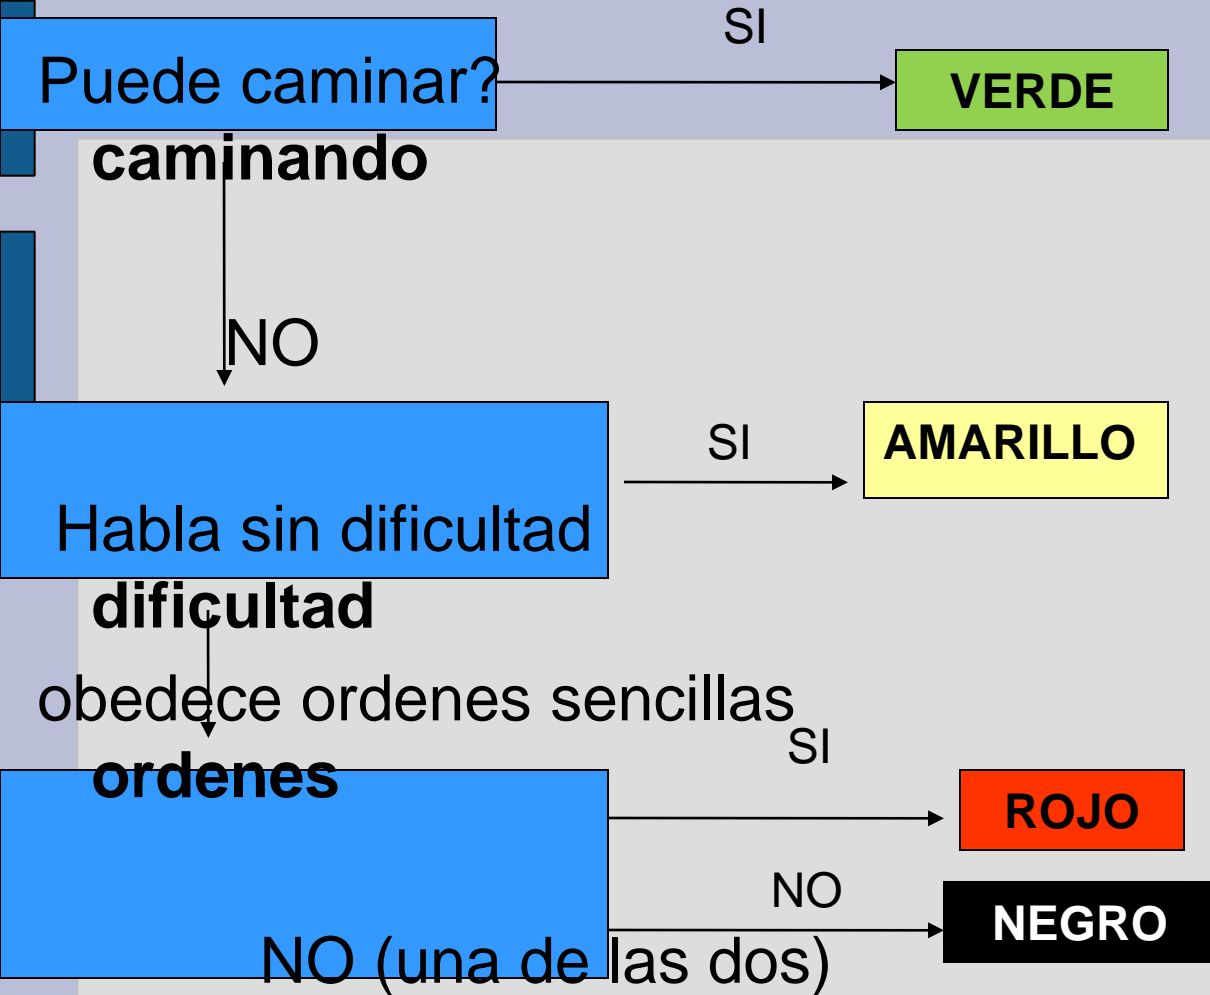 SI
Puede caminar?
VERDE
caminando
NO
SI
AMARILLO
Habla sin dificultad
dificultad
obedece ordenes sencillas
SI
ordenes
ROJO
NO
NEGRO
NO (una de las dos)